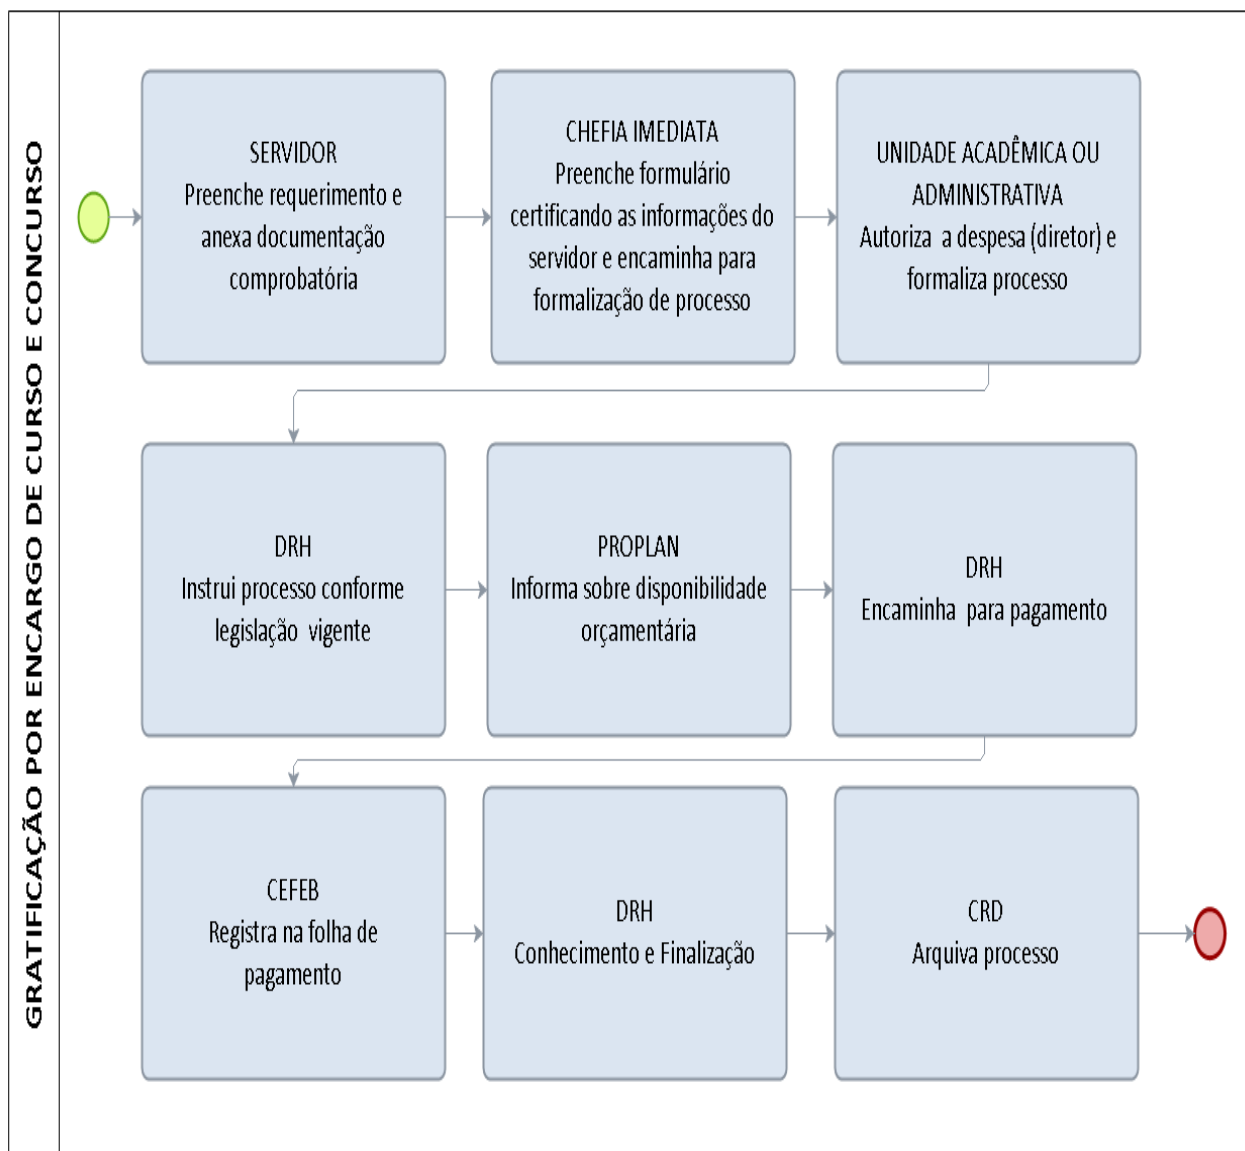 GRATIFICAÇÃO POR ENCARGO DE CURSO E CONCURSO
SERVIDOR
Preenche requerimento e
anexa documentação
comprobatória
CHEFIA IMEDIATA
Preenche formulário
certificando as informações do
servidor e encaminha para
formalização de processo
UNIDADE ACADÊMICA OU
ADMINISTRATIVA
Autoriza a despesa (diretor) e
formaliza processo
DRH
Instrui processo conforme
legislação vigente
PROPLAN
Informa sobre disponibilidade
orçamentária
DRH
Encaminha para pagamento
CEFEB
Registra na folha de
pagamento
DRH
Conhecimento e Finalização
CRD
Arquiva processo